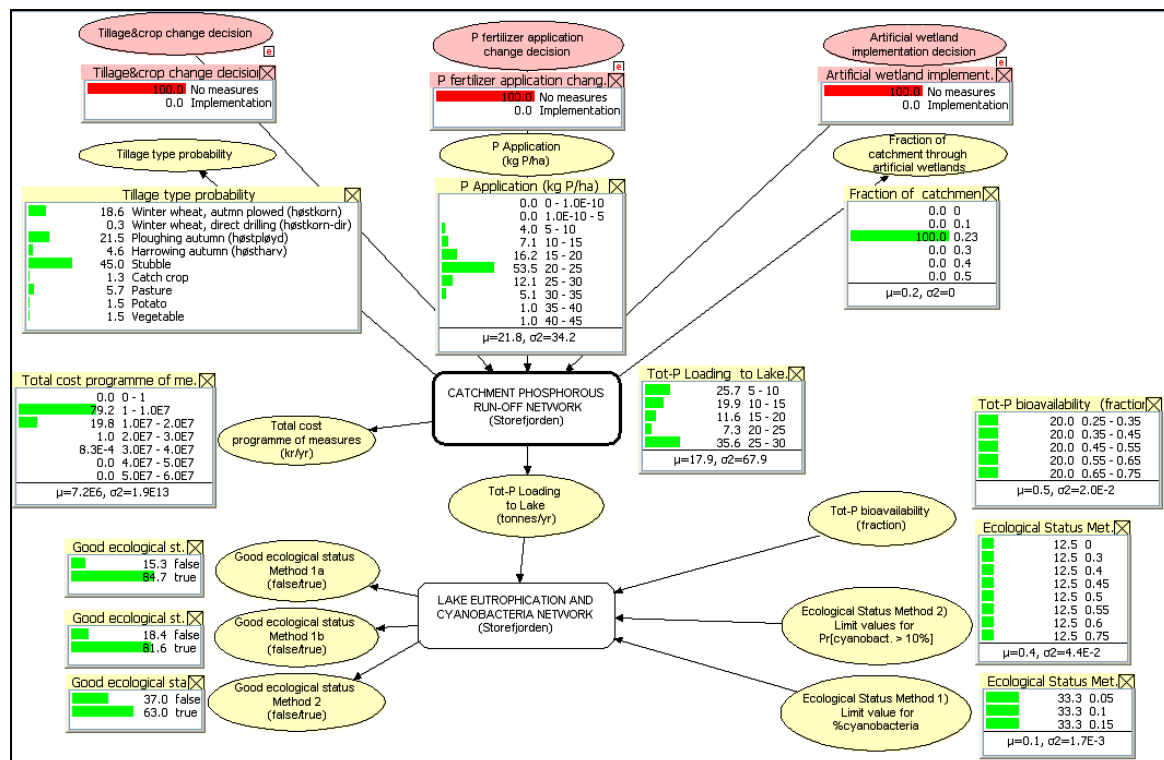 Tillage&crop change decision
e
Tillage&crop change decision
100.0 No measures
0.0 Implementation
P fertilizer application
change decision
e
P fertilizer application chang.
100.0 No measures
0.0 Implementation
Artificial wetland
implementation decision
e
Artificial wetland implement.
100.0 No measures
0.0 Implementation
Tillage type probability
Tillage type probability
18.6 Winter wheat, autmn plowed (høstkorn)
0.3 Winter wheat, direct drilling (høstkorn-dir)
21.5 Ploughing autumn (høstpløyd)
4.6 Harrowing autumn (høstharv)
45.0 Stubble
1.3 Catch crop
5.7 Pasture
1.5 Potato
1.5 Vegetable
P Application
(kg P/ha)
P Application (kg P/ha)
0.0 0 - 1.0E-10
0.0 1.0E-10 - 5
4.0 5 - 10
7.1 10 - 15
16.2 15 - 20
53.5 20 - 25
12.1 25 - 30
5.1 30 - 35
1.0 35 - 40
1.0 40 - 45
μ=21.8, σ2=34.2
Fraction of
catchment through
artificial wetlands
Fraction of catchmen
0.0 0
0.0 0.1
100.0 0.23
0.0 0.3
0.0 0.4
0.0 0.5
μ=0.2, σ2=0
Total cost programme of me.
0.0 0 - 1
79.2 1 - 1.0E7
19.8 1.0E7 - 2.0E7
1.0 2.0E7 - 3.0E7
8.3E-4 3.0E7 - 4.0E7
0.0 4.0E7 - 5.0E7
0.0 5.0E7 - 6.0E7
μ=7.2E6, σ2=1.9E13
Total cost
programme of measures
(kr/yr)
CATCHMENT PHOSPHOROUS
RUN-OFF NETWORK
(Storefjorden)
Tot-P Loading to Lake.
25.7 5 - 10
19.9 10 - 15
11.6 15 - 20
7.3 20 - 25
35.6 25 - 30
μ=17.9, σ2=67.9
Tot-P bioavailability (fraction
20.0 0.25 - 0.35
20.0 0.35 - 0.45
20.0 0.45 - 0.55
20.0 0.55 - 0.65
20.0 0.65 - 0.75
μ=0.5, σ2=2.0E-2
Tot-P Loading
to Lake
(tonnes/yr)
Tot-P bioavailability
(fraction)
Good ecological st.
15.3 false
84.7 true
Good ecological status
Method 1a
(false/true)
Good ecological st.
18.4 false
81.6 true
Good ecological status
Method 1b
(false/true)
Good ecological sta
37.0 false
63.0 true
Good ecological status
Method 2
(false/true)
LAKE EUTROPHICATION AND
CYANOBACTERIA NETWORK
(Storefjorden)
Ecological Status Method 2)
Limit values for
Pr[cyanobact. > 10%]
Ecological Status Met.
12.5 0
12.5 0.3
12.5 0.4
12.5 0.45
12.5 0.5
12.5 0.55
12.5 0.6
12.5 0.75
μ=0.4, σ2=4.4E-2
Ecological Status Method 1)
Limit value for
%cyanobacteria
Ecological Status Met.
33.3 0.05
33.3 0.1
33.3 0.15
μ=0.1, σ2=1.7E-3